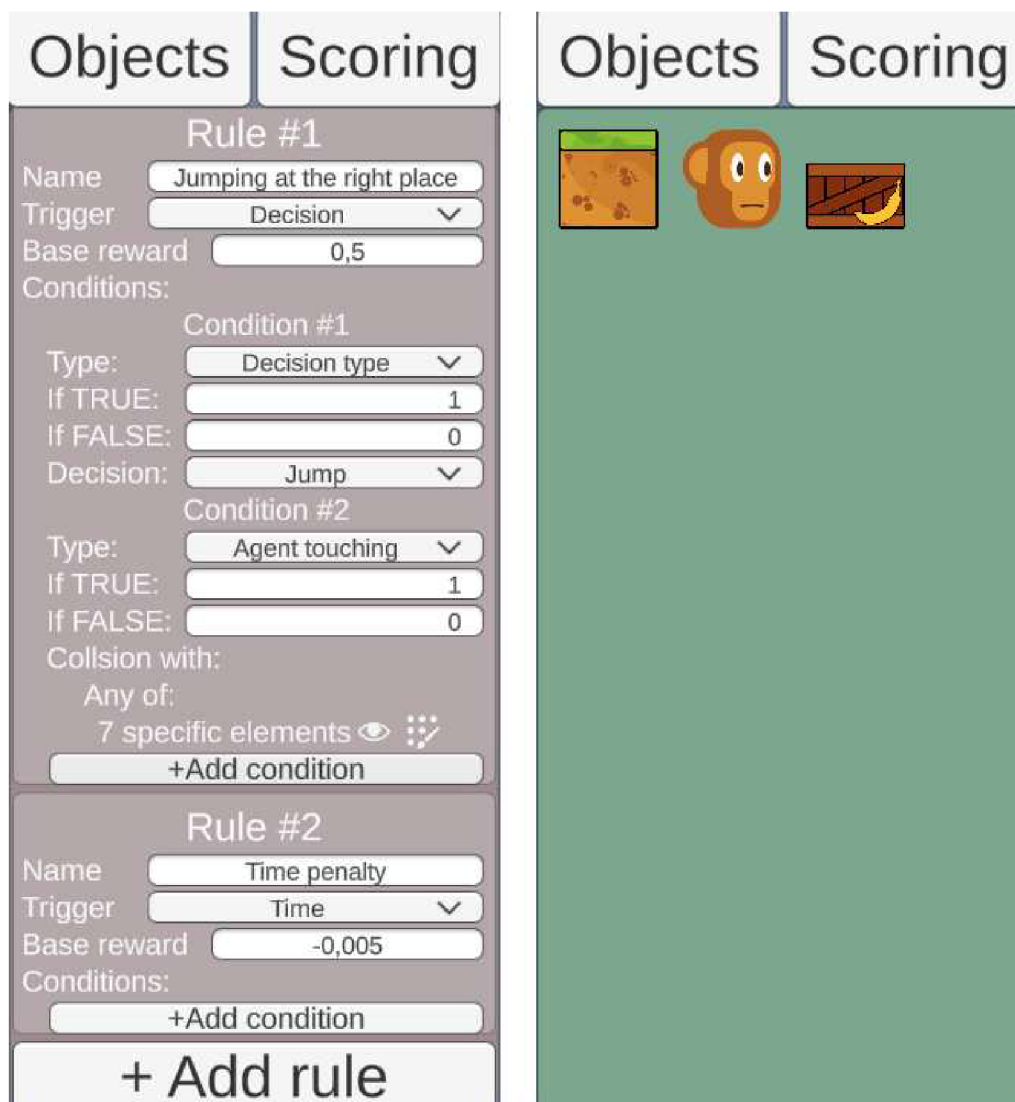 Objects Scoring
Rule #1
Name Jumping at the right place
Trigger Decision
Base reward 0,5
Conditions:
Condition #1
Type: Decision type
If TRUE: 1
If FALSE: 0
Decision: Jump
Condition #2
Type: Agent touching
If TRUE: 1
If FALSE: 0
Collsion with:
Any of:
7 specific elements
+Add condition
Rule #2
Name Time penalty
Trigger Time
Base reward -0,005
Conditions:
+Add condition
+ Add rule
Objects Scoring